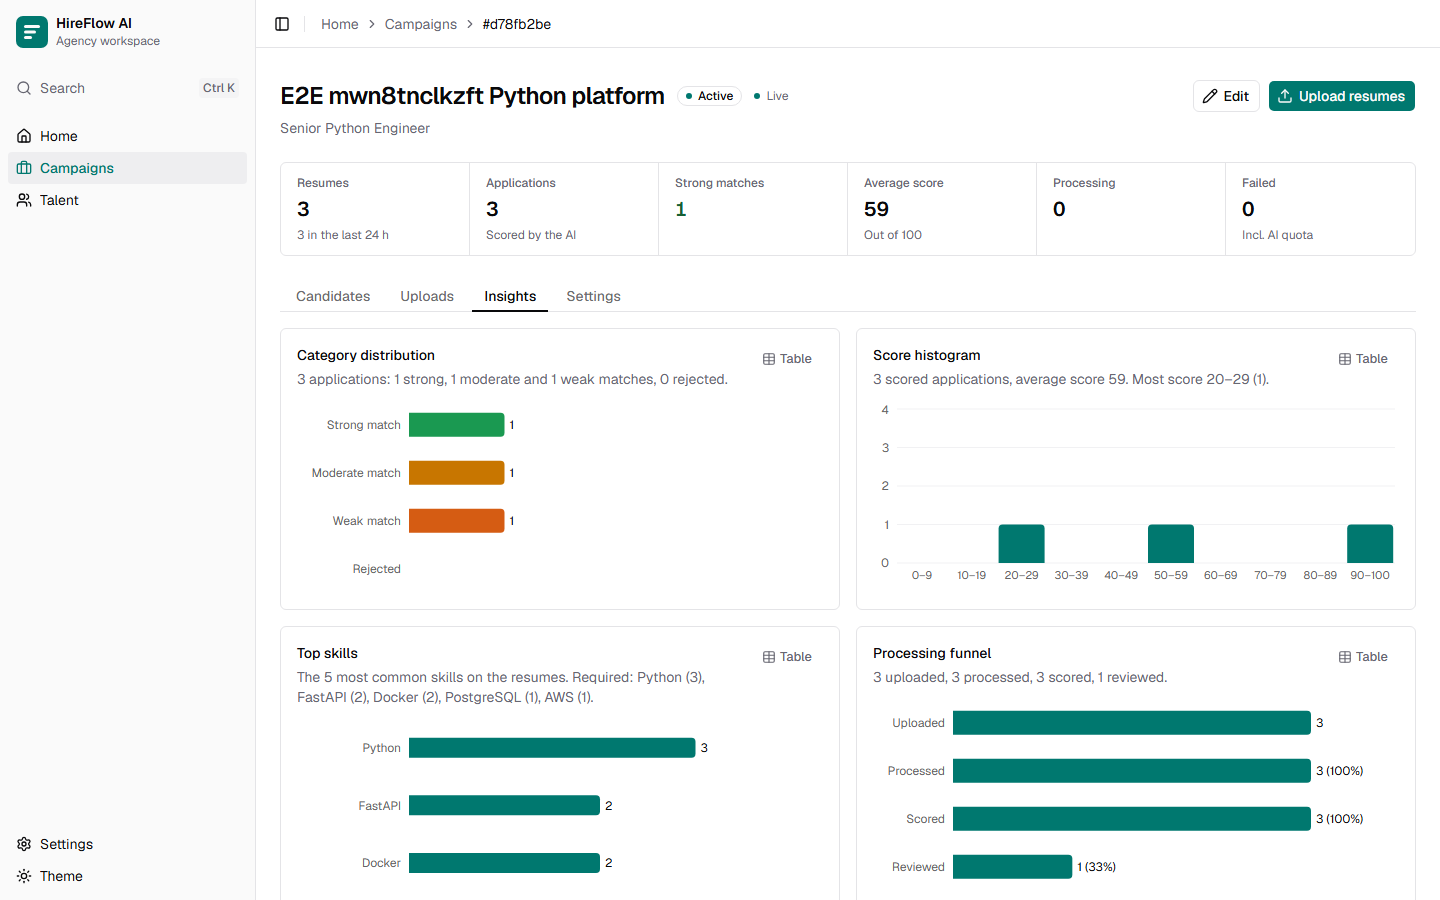 HireFlow AI
Agency workspace
Search
Ctrl K
Home
Campaigns
Talent
Settings
Theme
Home
Campaigns
#d78fb2be
E2E mwn8tnclkzft Python platform
Active
Live
Edit
Upload resumes
Senior Python Engineer
Resumes
3
3 in the last 24 h
Applications
3
Scored by the AI
Strong matches
1
Average score
59
Out of 100
Processing
0
Failed
0
Incl. AI quota
Candidates
Uploads
Insights
Settings
Category distribution
Table
3 applications: 1 strong, 1 moderate and 1 weak matches, 0 rejected.
Strong match
1
Moderate match
1
Weak match
1
Rejected
Score histogram
Table
3 scored applications, average score 59. Most score 20–29 (1).
4
3
2
1
0
0–9
10–19
20–29
30–39
40–49
50–59
60–69
70–79
80–89
90–100
Top skills
Table
The 5 most common skills on the resumes. Required: Python (3),
FastAPI (2), Docker (2), PostgreSQL (1), AWS (1).
Python
3
FastAPI
2
Docker
2
Processing funnel
Table
3 uploaded, 3 processed, 3 scored, 1 reviewed.
Uploaded
3
Processed
3 (100%)
Scored
3 (100%)
Reviewed
1 (33%)